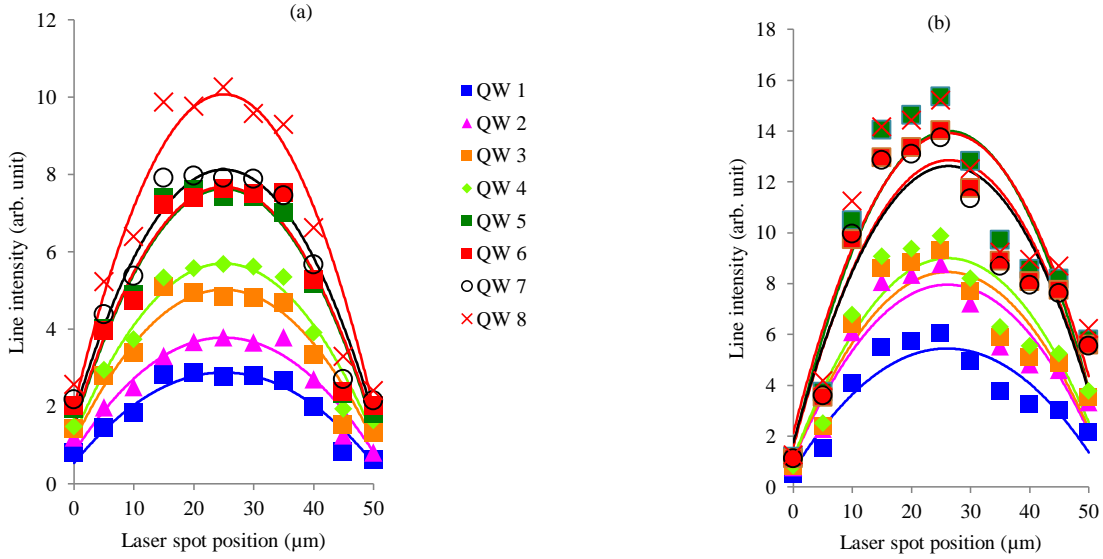 (a)
12
10
8
6
4
2
0
Line intensity (arb. unit)
0 10 20 30 40 50
Laser spot position (μm)
QW 1
QW 2
QW 3
QW 4
QW 5
QW 6
QW 7
QW 8
(b)
18
16
14
12
10
8
6
4
2
0
Line intensity (arb. unit)
0 10 20 30 40 50
Laser spot position (μm)